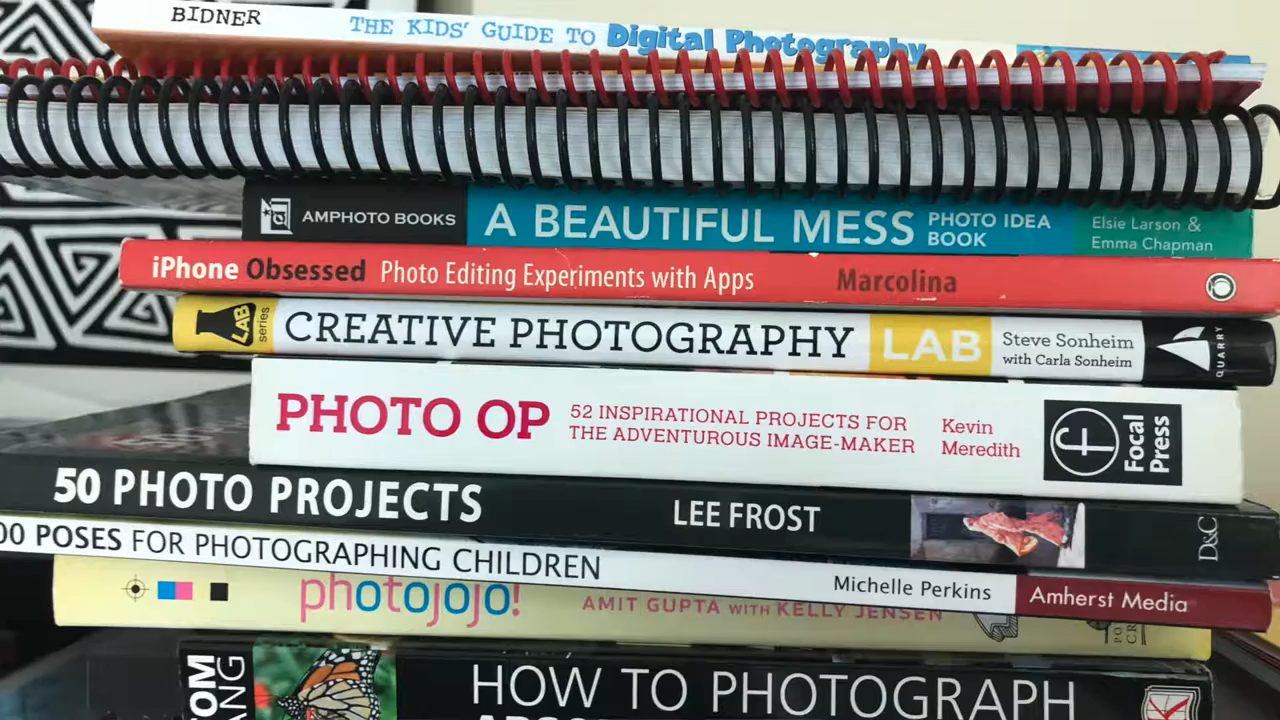 BIDNER THE KIDS' GUIDE TO Digital Photography
AMPHOTO BOOKS A BEAUTIFUL MESS PHOTO IDEA BOOK Elsie Larson & Emma Chapman
iPhone Obsessed Photo Editing Experiments with Apps Marcolina
LAB series CREATIVE PHOTOGRAPHY LAB Steve Sonheim with Carla Sonheim QUARRY
PHOTO OP 52 INSPIRATIONAL PROJECTS FOR THE ADVENTUROUS IMAGE-MAKER Kevin Meredith f Focal Press
50 PHOTO PROJECTS LEE FROST D&C
00 POSES FOR PHOTOGRAPHING CHILDREN Michelle Perkins Amherst Media
photojojo! AMIT GUPTA WITH KELLY JENSEN
OM ANG HOW TO PHOTOGRAPH